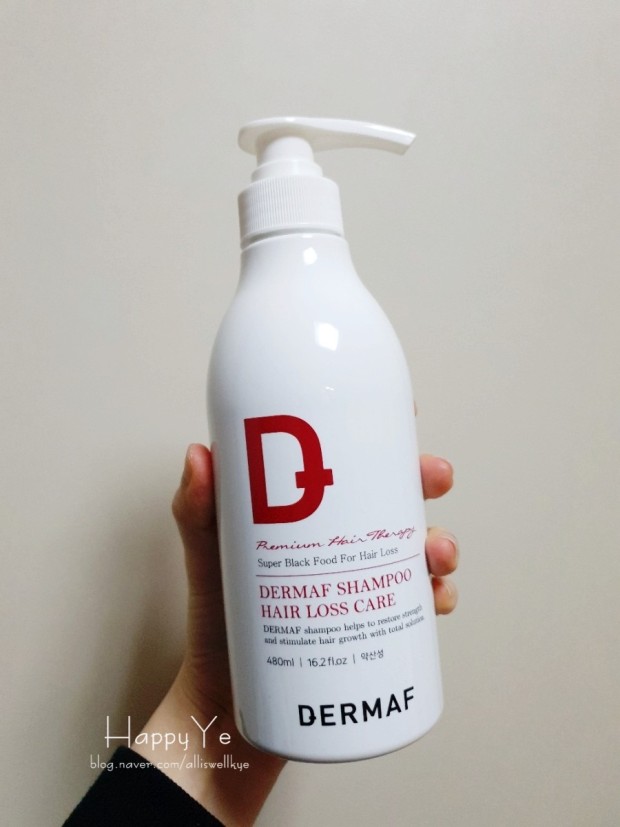 D
Premium Hair Therapy
Super Black Food For Hair Loss
DERMAF SHAMPOO
HAIR LOSS CARE
DERMAF shampoo helps to restore strength
and stimulate hair growth with total solution
480ml | 16.2 fl.oz | 약산성
DERMAF
HappyYe
blog.naver.com/alliswellkye